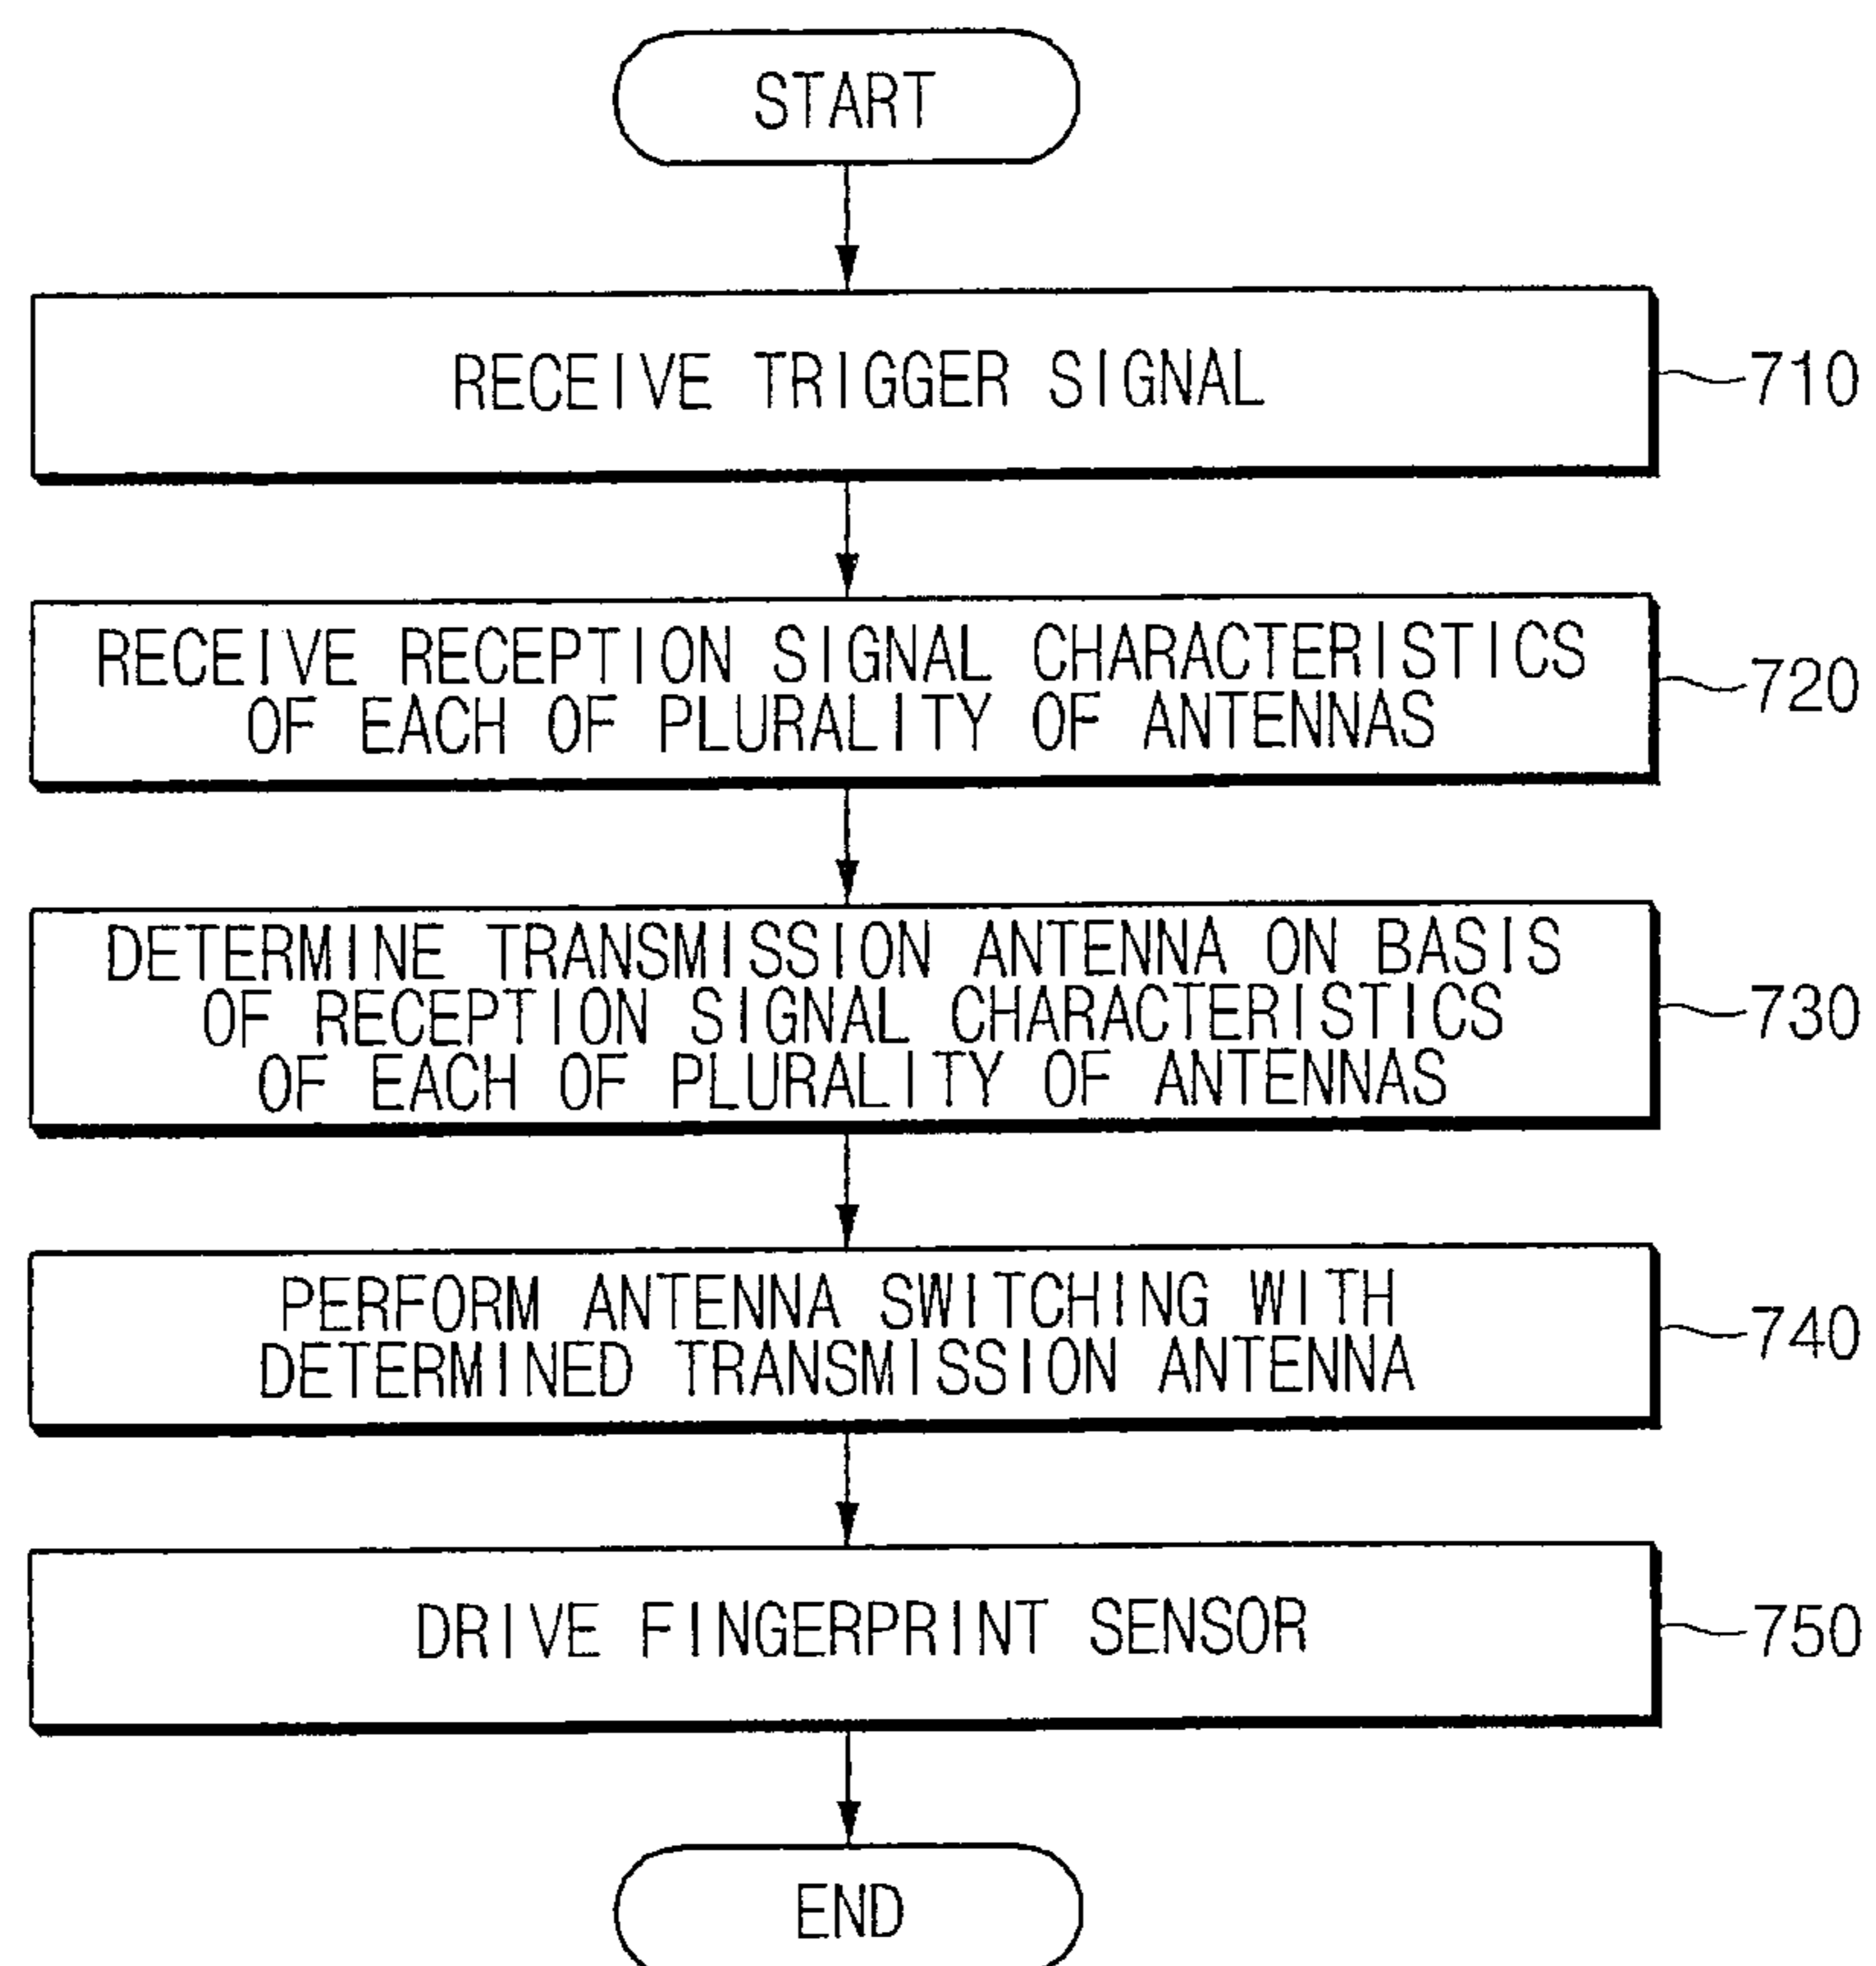 START
RECEIVE TRIGGER SIGNAL
710
RECEIVE RECEPTION SIGNAL CHARACTERISTICS
OF EACH OF PLURALITY OF ANTENNAS
720
DETERMINE TRANSMISSION ANTENNA ON BASIS
OF RECEPTION SIGNAL CHARACTERISTICS
OF EACH OF PLURALITY OF ANTENNAS
730
PERFORM ANTENNA SWITCHING WITH
DETERMINED TRANSMISSION ANTENNA
740
DRIVE FINGERPRINT SENSOR
750
END